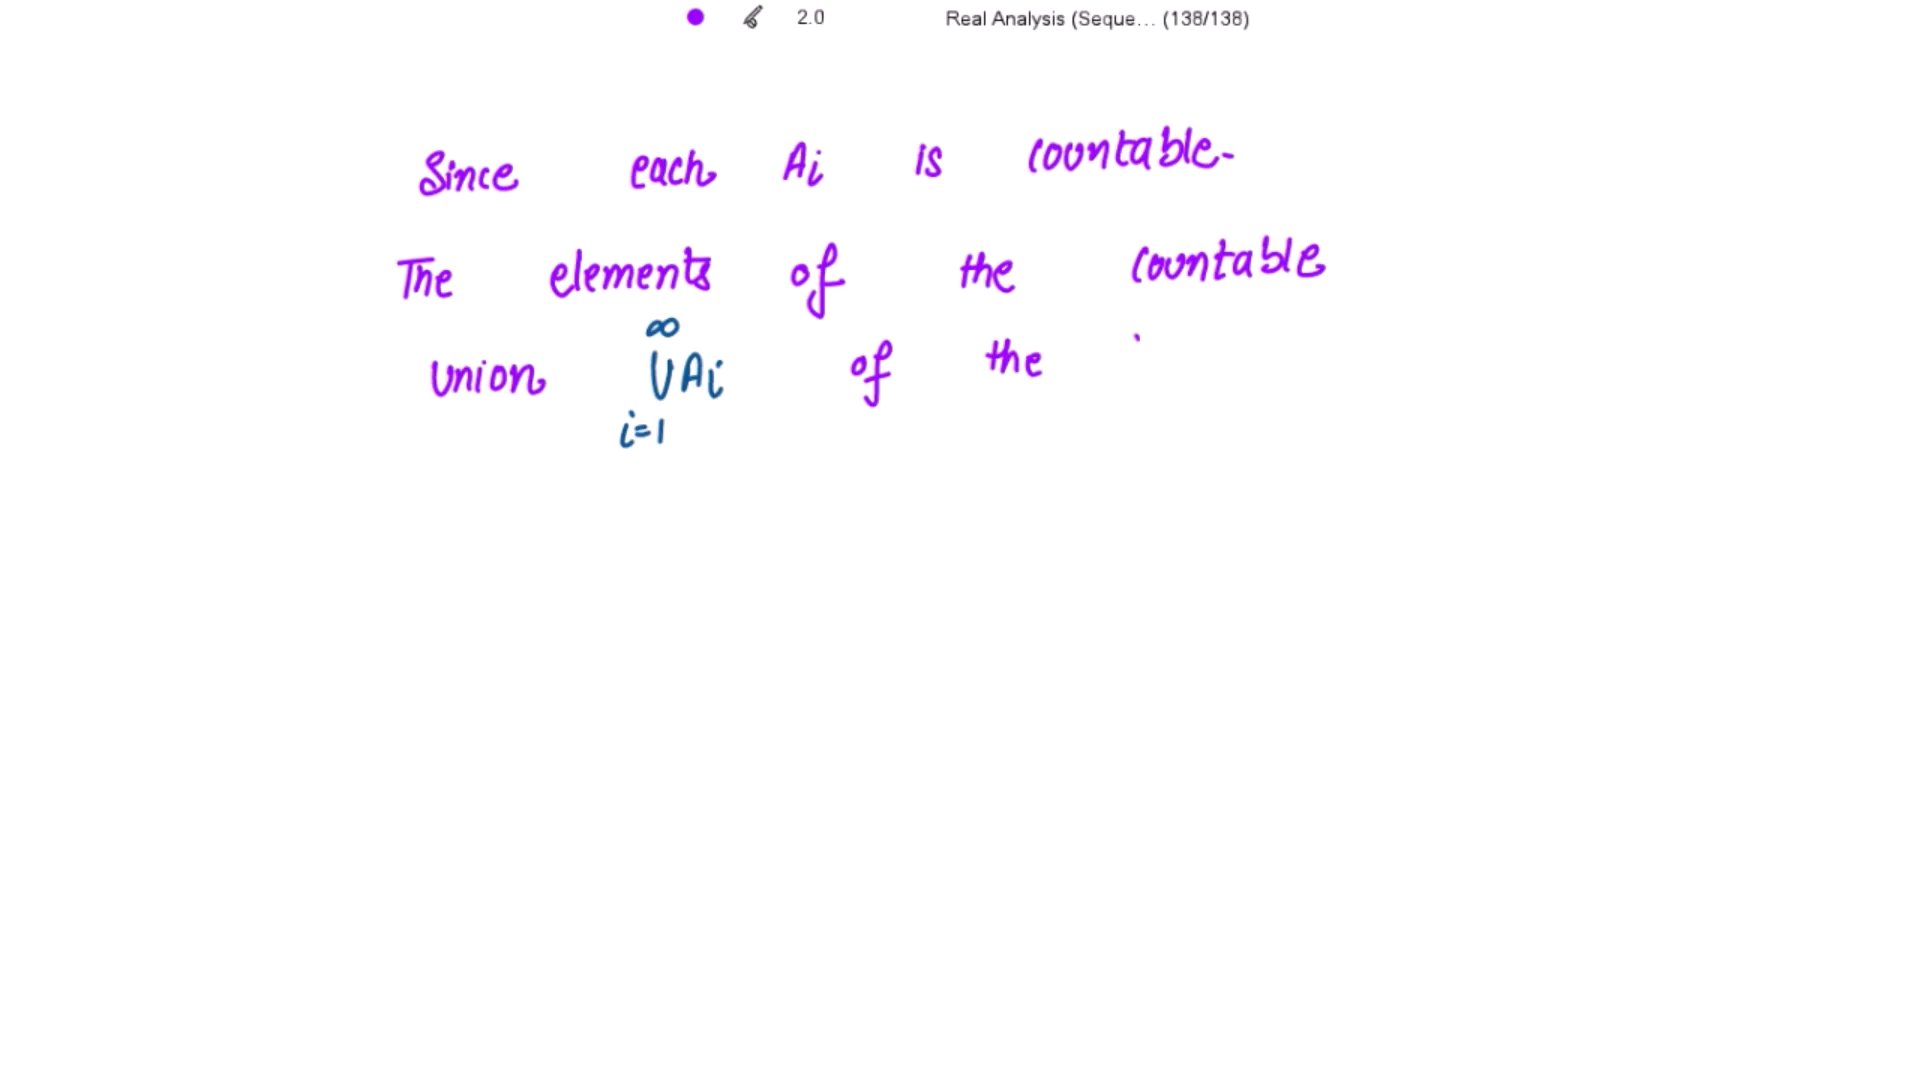 2.0 Real Analysis (Seque... (138/138)
Since each Ai is countable-
The elements of the countable
union ∞ ∪Ai i=1 of the